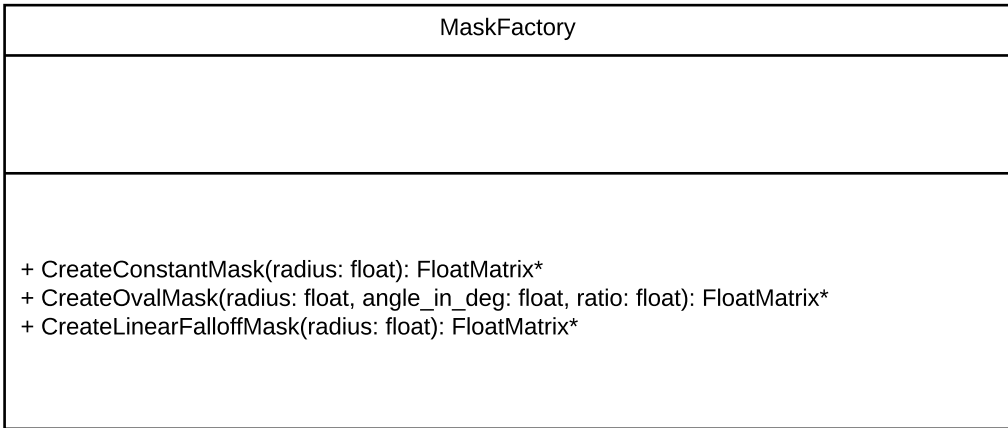 MaskFactory
+ CreateConstantMask(radius: float): FloatMatrix*
+ CreateOvalMask(radius: float, angle_in_deg: float, ratio: float): FloatMatrix*
+ CreateLinearFalloffMask(radius: float): FloatMatrix*